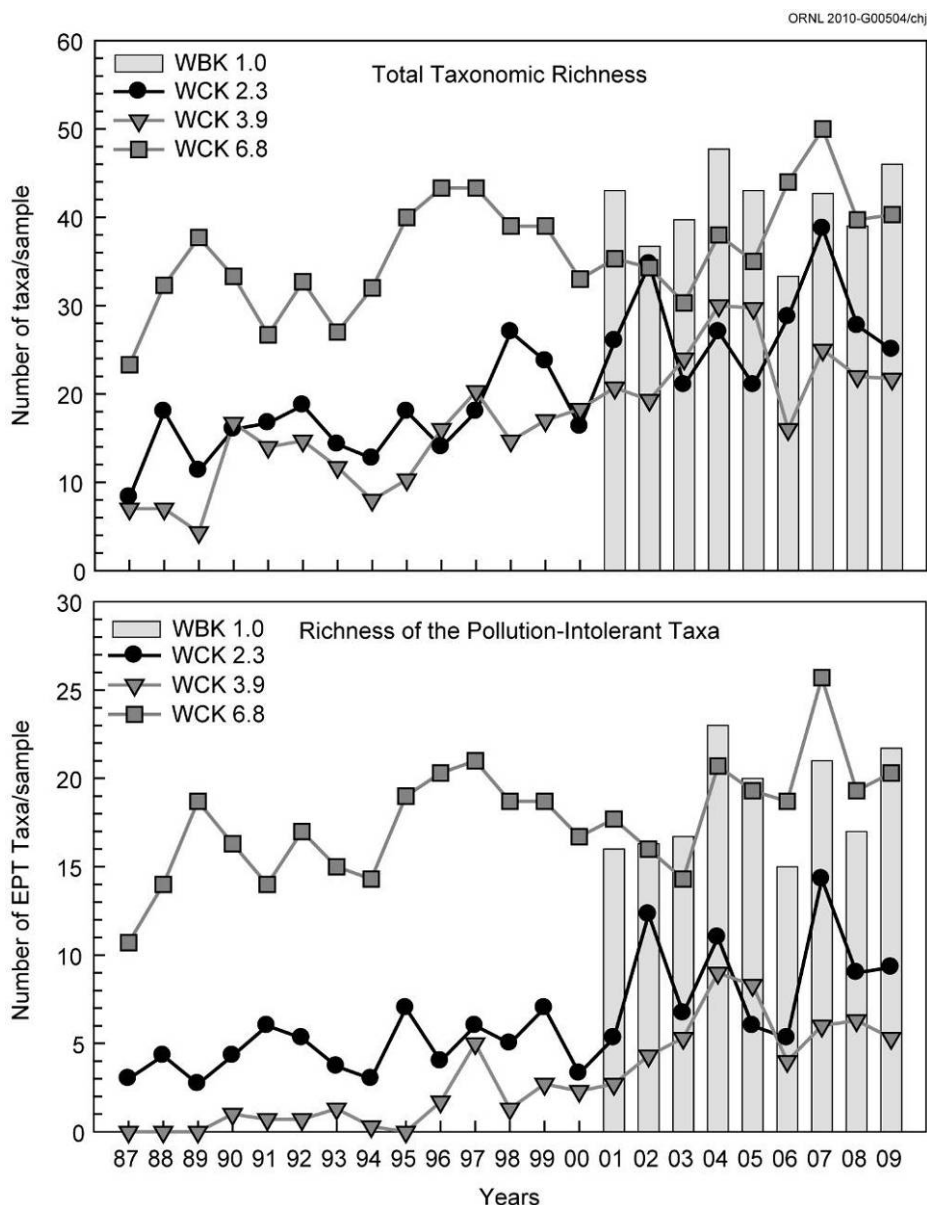 ORNL 2010-G00504/chj
Total Taxonomic Richness
WBK 1.0
WCK 2.3
WCK 3.9
WCK 6.8
Number of taxa/sample
60
50
40
30
20
10
0
Richness of the Pollution-Intolerant Taxa
WBK 1.0
WCK 2.3
WCK 3.9
WCK 6.8
Number of EPT Taxa/sample
30
25
20
15
10
5
0
87 88 89 90 91 92 93 94 95 96 97 98 99 00 01 02 03 04 05 06 07 08 09
Years